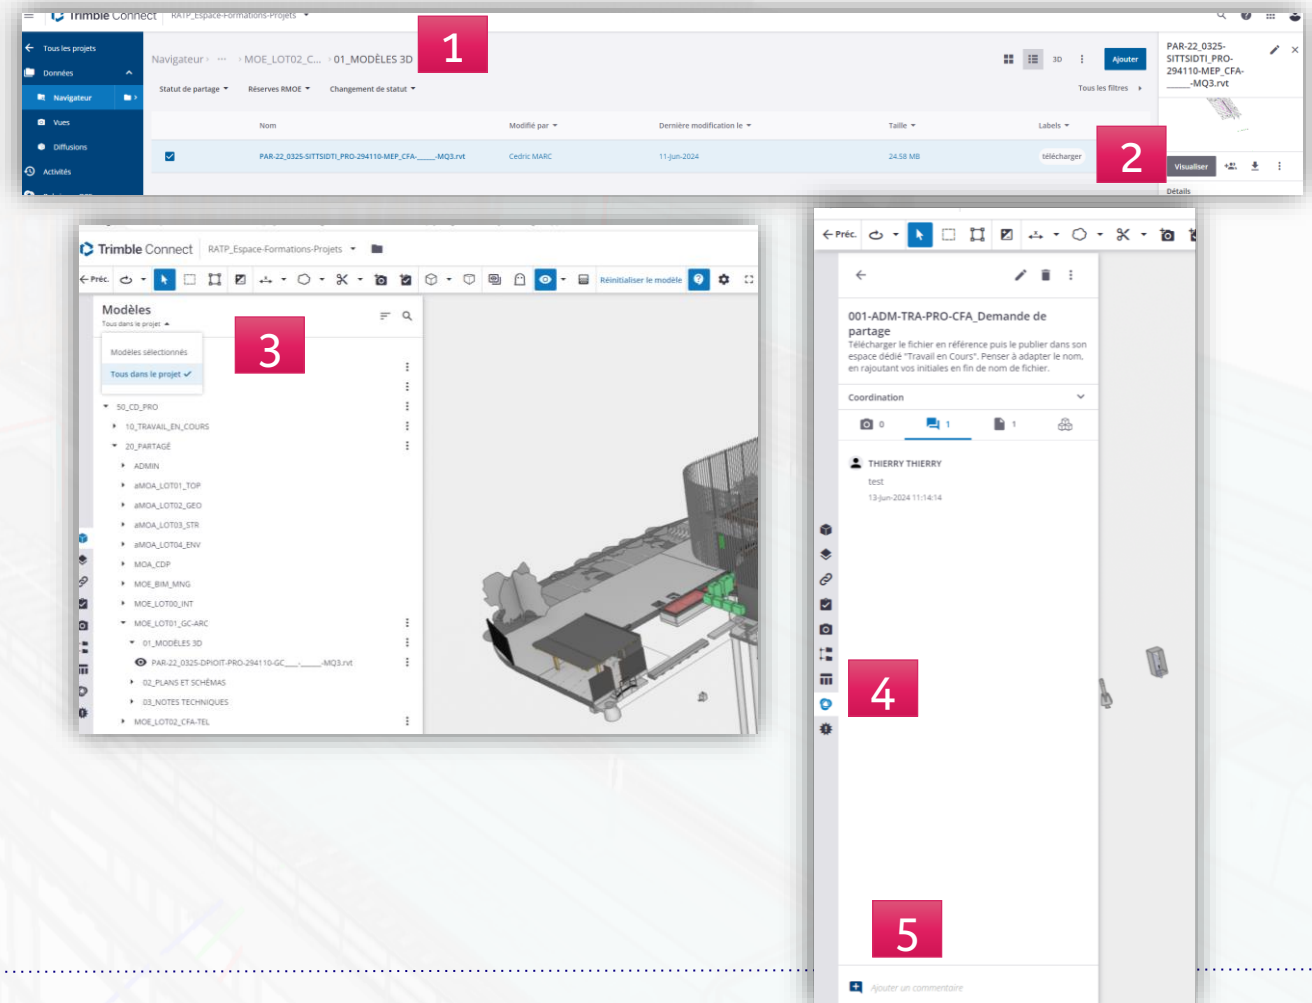 Trimble Connect RATP_Espace-Formations-Projets
1
Tous les projets
Données
Navigateur
Vues
Diffusions
Activités
Navigateur › ··· › MOE_LOT02_C... › 01_MODÈLES 3D
3D
Ajouter
Statut de partage
Réserves RMOE
Changement de statut
Tous les filtres
Nom
Modifié par
Dernière modification le
Taille
Labels
PAR-22_0325-SITTSIDTI_PRO-294110-MEP_CFA-_____-MQ3.rvt
Cedric MARC
11-Jun-2024
24.58 MB
télécharger
2
PAR-22_0325-
SITTSIDTI_PRO-
294110-MEP_CFA-
_____-MQ3.rvt
Visualiser
Détails
Trimble Connect RATP_Espace-Formations-Projets
Préc.
Réinitialiser le modèle
Modèles
Tous dans le projet
3
Modèles sélectionnés
Tous dans le projet
50_CD_PRO
10_TRAVAIL_EN_COURS
20_PARTAGÉ
ADMIN
aMOA_LOT01_TOP
aMOA_LOT02_GEO
aMOA_LOT03_STR
aMOA_LOT04_ENV
MOA_CDP
MOE_BIM_MNG
MOE_LOT00_INT
MOE_LOT01_GC-ARC
01_MODÈLES 3D
PAR-22_0325-DPIOIT-PRO-294110-GC____-______-MQ3.rvt
02_PLANS ET SCHÉMAS
03_NOTES TECHNIQUES
MOE_LOT02_CFA-TEL
Préc.
001-ADM-TRA-PRO-CFA_Demande de
partage
Télécharger le fichier en référence puis le publier dans son
espace dédié "Travail en Cours". Penser à adapter le nom,
en rajoutant vos initiales en fin de nom de fichier.
Coordination
0
1
1
THIERRY THIERRY
test
13-Jun-2024 11:14:14
4
5
Ajouter un commentaire